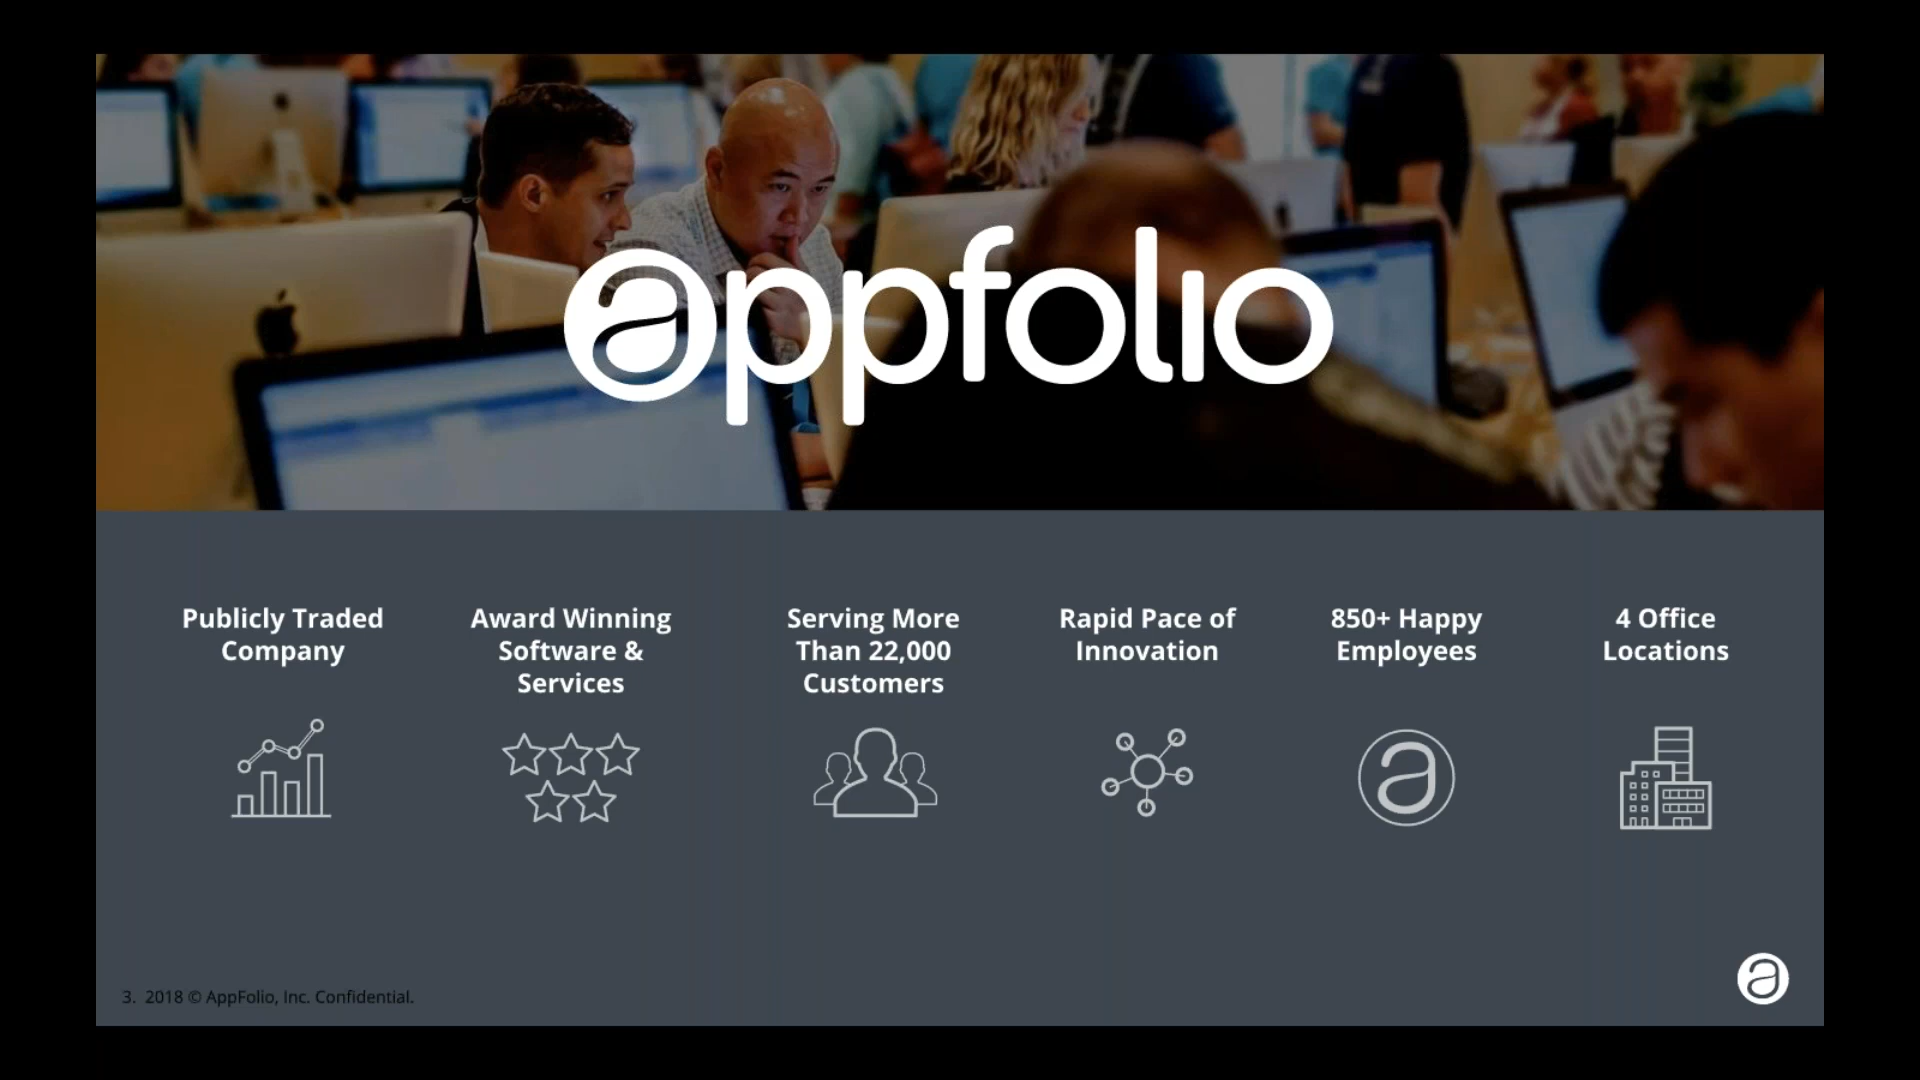 appfolio
Publicly Traded
Company
Award Winning
Software &
Services
Serving More
Than 22,000
Customers
Rapid Pace of
Innovation
850+ Happy
Employees
4 Office
Locations
a
a
3. 2018 © AppFolio, Inc. Confidential.